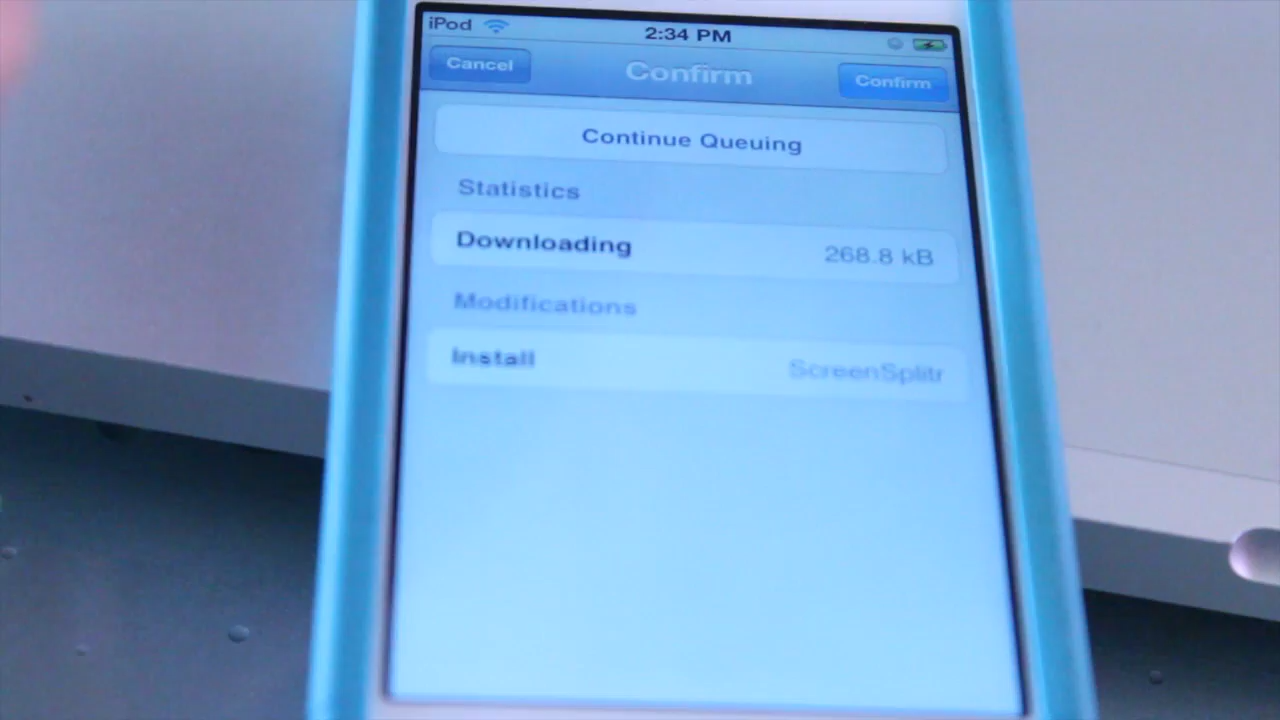 iPod 2:34 PM
Cancel Confirm Confirm
Continue Queuing
Statistics
Downloading 268.8 kB
Modifications
Install ScreenSplitr